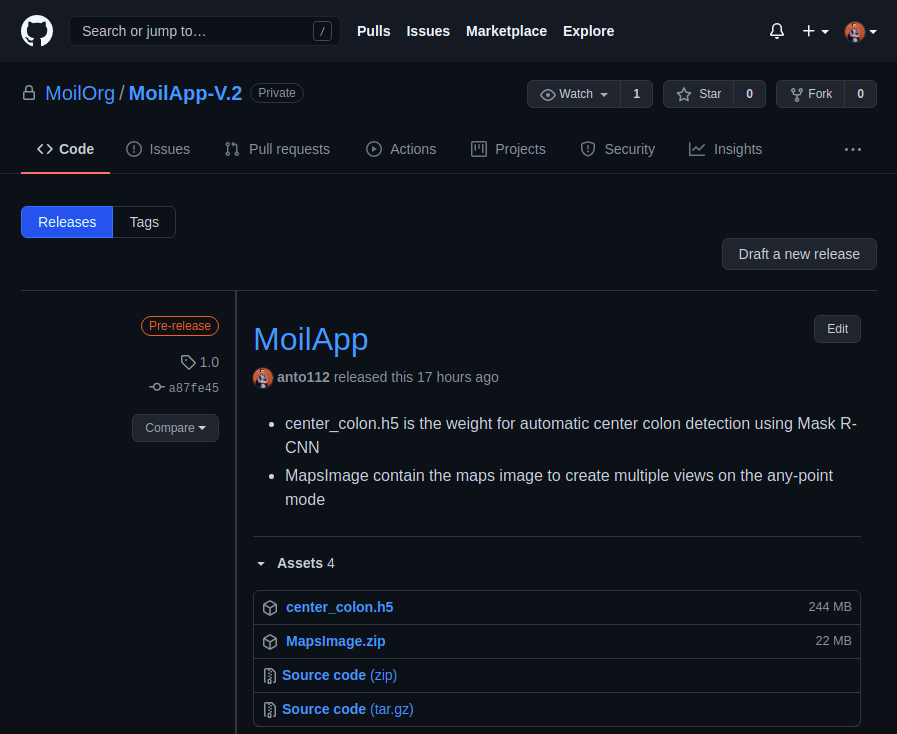 Search or jump to… /
Pulls Issues Marketplace Explore
MoilOrg / MoilApp-V.2 Private
Watch 1 Star 0 Fork 0
Code Issues Pull requests Actions Projects Security Insights ...
Releases Tags
Draft a new release
Pre-release
1.0
a87fe45
Compare
MoilApp
Edit
anto112 released this 17 hours ago
• center_colon.h5 is the weight for automatic center colon detection using Mask R-
CNN
• MapsImage contain the maps image to create multiple views on the any-point
mode
Assets 4
center_colon.h5 244 MB
MapsImage.zip 22 MB
Source code (zip)
Source code (tar.gz)